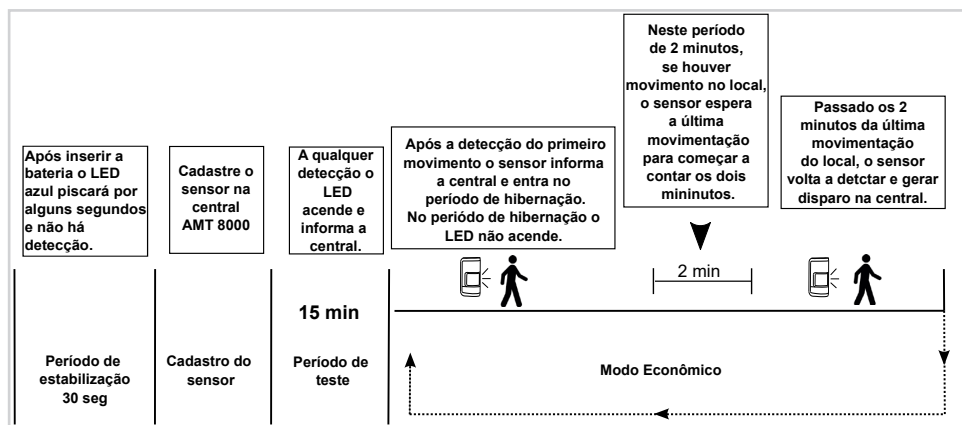 Após inserir a
bateria o LED
azul piscará por
alguns segundos
e não há
detecção.
Cadastre o
sensor na
central
AMT 8000
A qualquer
detecção o
LED
acende e
informa a
central.
Após a detecção do primeiro
movimento o sensor informa
a central e entra no
período de hibernação.
No periódo de hibernação o
LED não acende.
Neste período
de 2 minutos,
se houver
movimento no local,
o sensor espera
a última
movimentação
para começar a
contar os dois
mininutos.
Passado os 2
minutos da última
movimentação
do local, o sensor
volta a detctar e gerar
disparo na central.
2 min
15 min
Período de
estabilização
30 seg
Cadastro do
sensor
Período de
teste
Modo Econômico